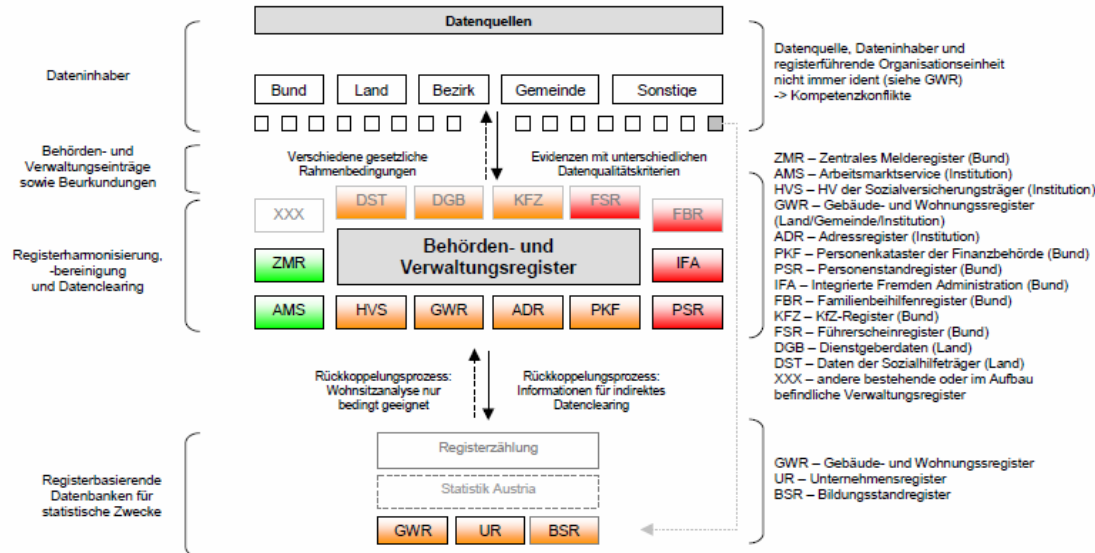 Datenquellen
Dateninhaber
Bund
Land
Bezirk
Gemeinde
Sonstige
Datenquelle, Dateninhaber und
registerführende Organisationseinheit
nicht immer ident (siehe GWR)
-> Kompetenzkonflikte
Behörden- und
Verwaltungseinträge
sowie Beurkundungen
Verschiedene gesetzliche
Rahmenbedingungen
Evidenzen mit unterschiedlichen
Datenqualitätskriterien
Registerharmonisierung,
-bereinigung
und Datenclearing
XXX
DST
DGB
KFZ
FSR
FBR
ZMR
Behörden- und
Verwaltungsregister
IFA
AMS
HVS
GWR
ADR
PKF
PSR
ZMR – Zentrales Melderegister (Bund)
AMS – Arbeitsmarktservice (Institution)
HVS – HV der Sozialversicherungsträger (Institution)
GWR – Gebäude- und Wohnungssregister
(Land/Gemeinde/Institution)
ADR – Adressregister (Institution)
PKF – Personenkataster der Finanzbehörde (Bund)
PSR – Personenstandregister (Bund)
IFA – Integrierte Fremden Administration (Bund)
FBR – Familienbeihilfenregister (Bund)
KFZ – KfZ-Register (Bund)
FSR – Führerscheinregister (Bund)
DGB – Dienstgeberdaten (Land)
DST – Daten der Sozialhilfeträger (Land)
XXX – andere bestehende oder im Aufbau
befindliche Verwaltungsregister
Rückkoppelungsprozess:
Wohnsitzanalyse nur
bedingt geeignet
Rückkoppelungsprozess:
Informationen für indirektes
Datenclearing
Registerbasierende
Datenbanken für
statistische Zwecke
Registerzählung
Statistik Austria
GWR
UR
BSR
GWR – Gebäude- und Wohnungssregister
UR – Unternehmensregister
BSR – Bildungsstandregister